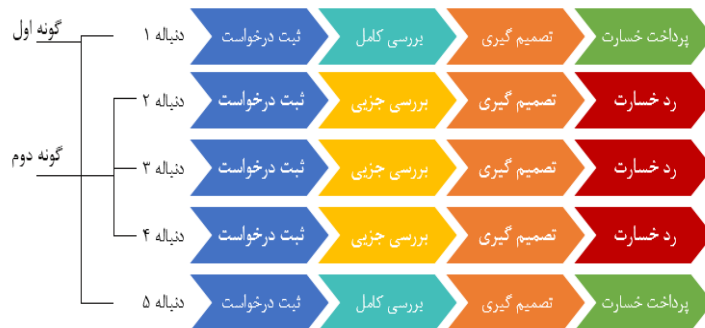 گونه اول
دنباله ۱ ثبت درخواست بررسی کامل تصمیم گیری پرداخت خسارت
دنباله ۲ ثبت درخواست بررسی جزیی تصمیم گیری رد خسارت
گونه دوم
دنباله ۳ ثبت درخواست بررسی جزیی تصمیم گیری رد خسارت
دنباله ۴ ثبت درخواست بررسی جزیی تصمیم گیری رد خسارت
دنباله ۵ ثبت درخواست بررسی کامل تصمیم گیری پرداخت خسارت